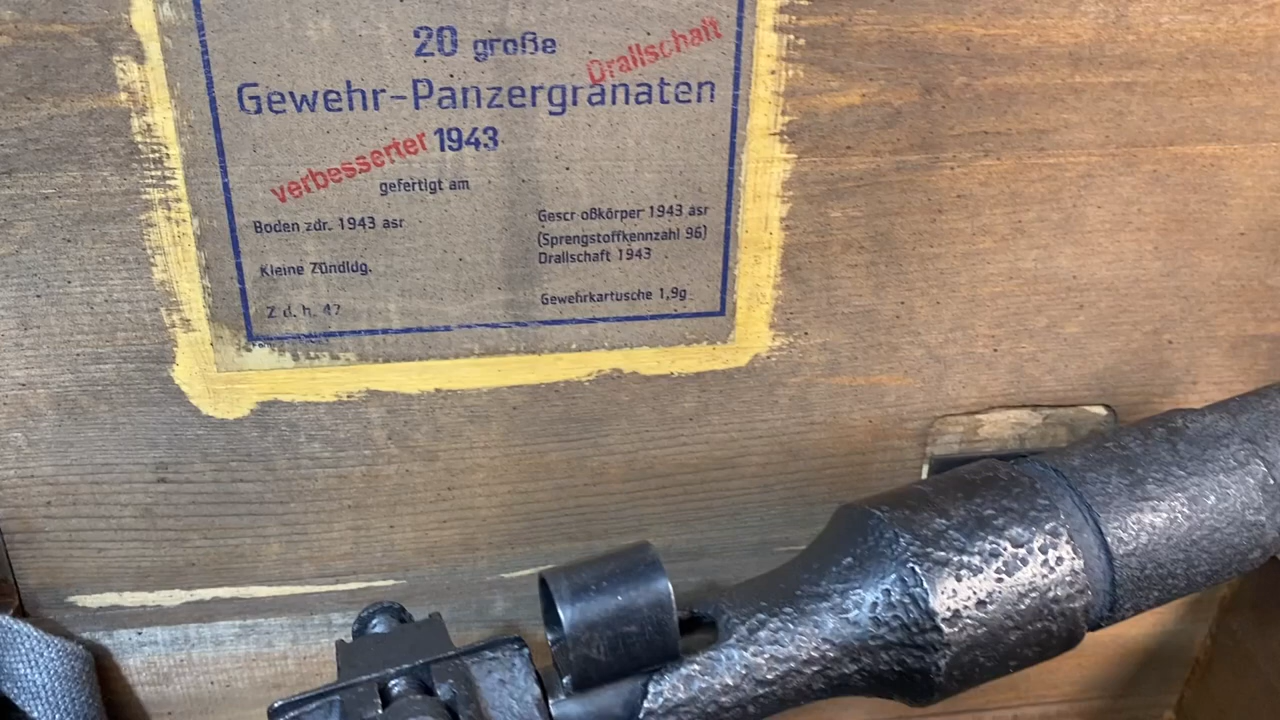 20 große
Drallschaft
Gewehr-Panzergranaten
verbesserter 1943
gefertigt am
Boden zdr. 1943 asr
Kleine Zündldg.
Z d. h. 47
Gescr oßkörper 1943 asr
(Sprengstoffkennzahl 96)
Drallschaft 1943
Gewehrkartusche 1,9g